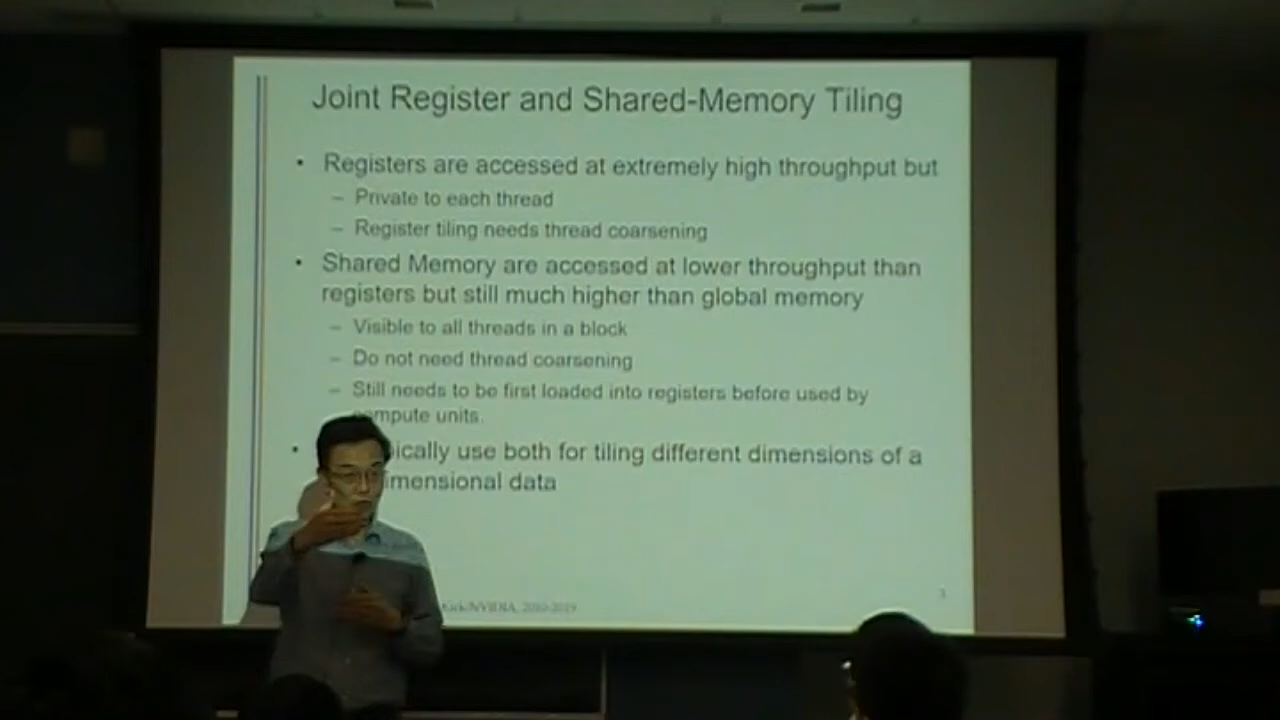 Joint Register and Shared-Memory Tiling
• Registers are accessed at extremely high throughput but
– Private to each thread
– Register tiling needs thread coarsening
• Shared Memory are accessed at lower throughput than
registers but still much higher than global memory
– Visible to all threads in a block
– Do not need thread coarsening
– Still needs to be first loaded into registers before used by
units.
• use both for tiling different dimensions of a
data
NVIDIA, 2010-2019